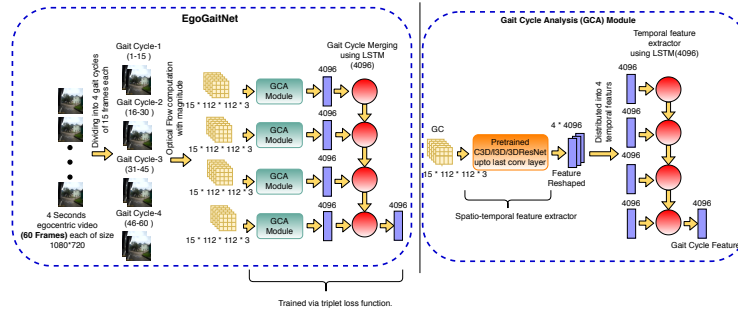 EgoGaitNet
Gait Cycle-1
(1-15 )
Gait Cycle-2
(16-30 )
Gait Cycle-3
(31-45 )
Gait Cycle-4
(46-60 )
4 Seconds
egocentric video
(60 Frames) each of size
1080*720
Dividing into 4 gait cycles
of 15 frames each
Optical Flow computation
with magnitude
15 * 112 * 112 * 3
15 * 112 * 112 * 3
15 * 112 * 112 * 3
15 * 112 * 112 * 3
GCA
Module
GCA
Module
GCA
Module
GCA
Module
4096
4096
4096
4096
Gait Cycle Merging
using LSTM
(4096)
4096
Trained via triplet loss function.
Gait Cycle Analysis (GCA) Module
GC
15 * 112 * 112 * 3
Pretrained
C3D/I3D/3DResNet
upto last conv layer
4 * 4096
Feature
Reshaped
Spatio-temporal feature extractor
Distributed into 4
temporal featurs
Temporal feature
extractor
using LSTM(4096)
4096
4096
4096
4096
4096
Gait Cycle Feature